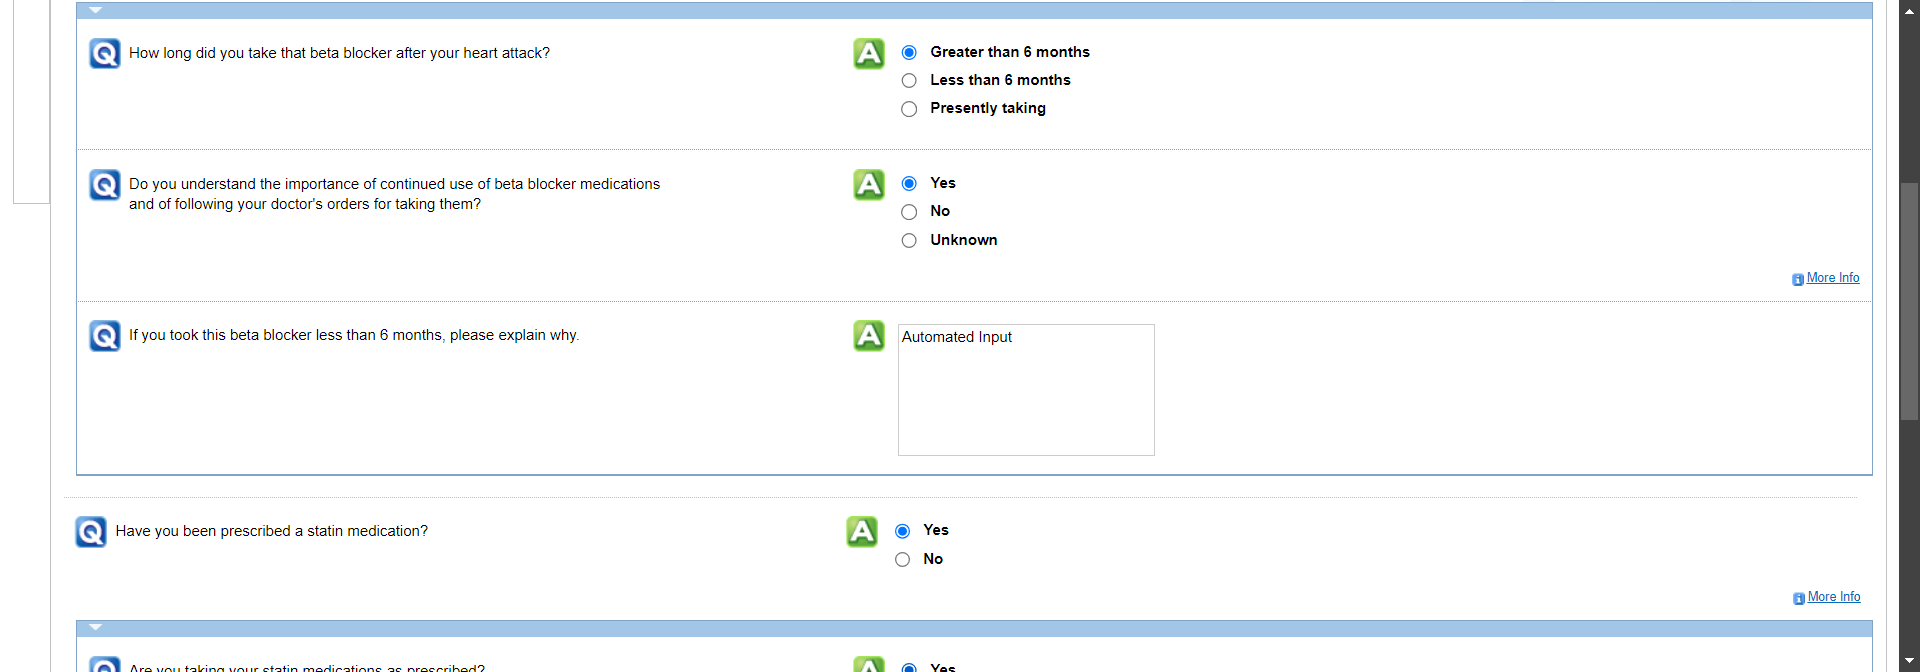 Q How long did you take that beta blocker after your heart attack?
A Greater than 6 months
Less than 6 months
Presently taking
Q Do you understand the importance of continued use of beta blocker medications
and of following your doctor's orders for taking them?
A Yes
No
Unknown
i More Info
Q If you took this beta blocker less than 6 months, please explain why.
A Automated Input
Q Have you been prescribed a statin medication?
A Yes
No
i More Info
Q Are you taking your statin medications as prescribed?
A Yes